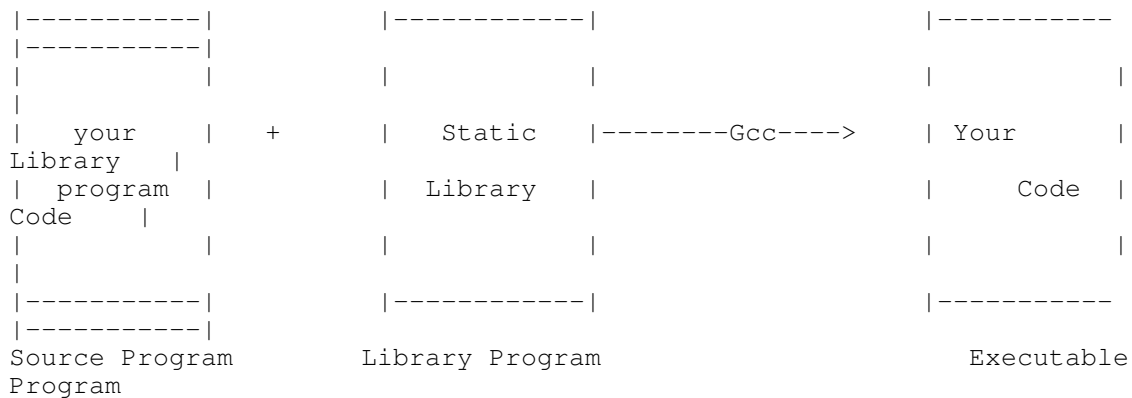 |-----------|          |------------|                    |-----------
|-----------|
|           |          |            |                    |           |
|
|   your    |   +      |   Static   |--------Gcc---->    | Your      |
Library   |
|  program  |          |  Library   |                    |      Code |
Code     |
|           |          |            |                    |           |
|
|-----------|          |------------|                    |-----------
|-----------|
Source Program        Library Program                      Executable
Program